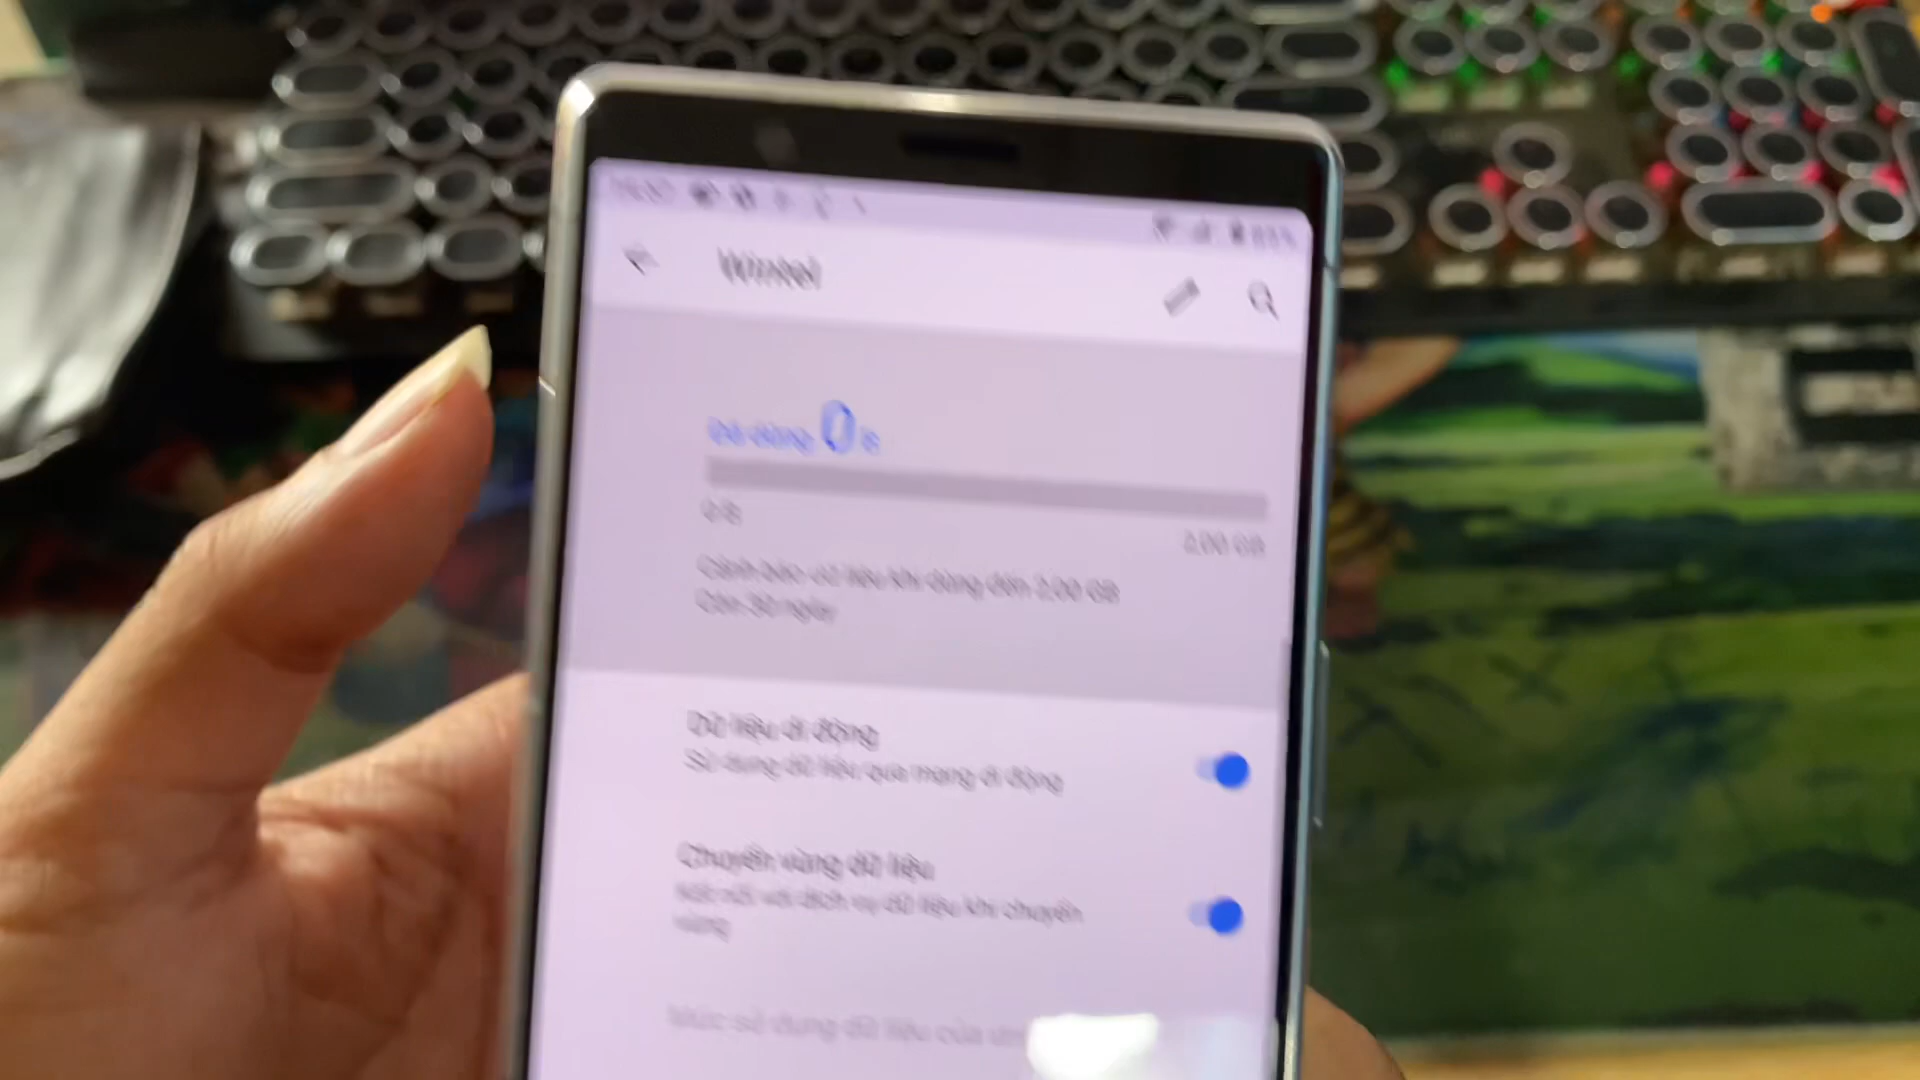 Wintel
Đã dùng 0 B
0 B
2,00 GB
Cảnh báo dữ liệu khi dùng đến 2,00 GB
Còn 30 ngày
Dữ liệu di động
Sử dụng dữ liệu qua mạng di động
Chuyển vùng dữ liệu
Kết nối với dịch vụ dữ liệu khi chuyển
vùng
Mức sử dụng dữ liệu của